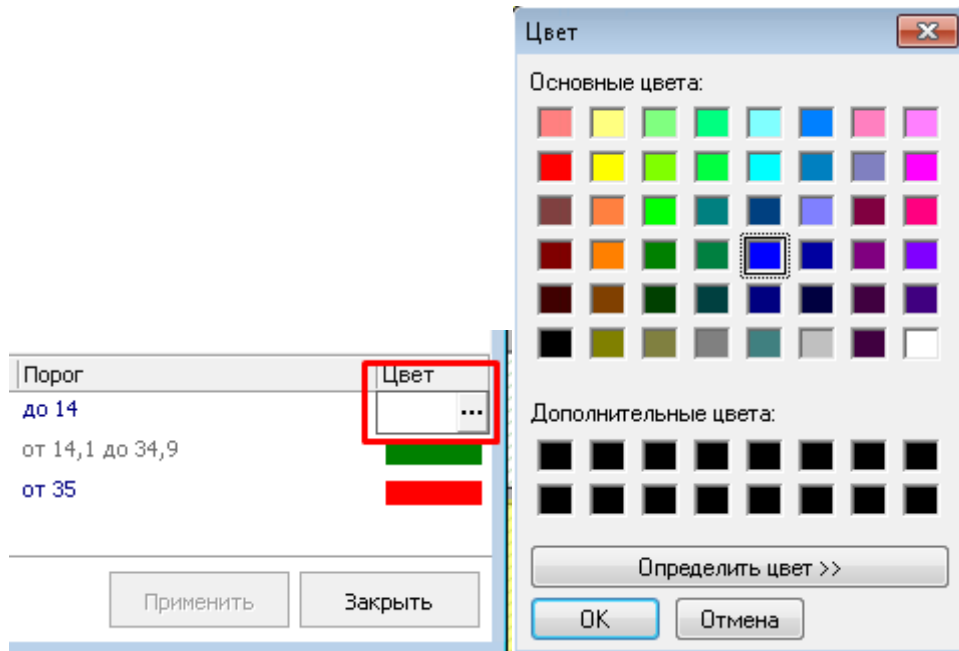 Порог Цвет
до 14 ...
от 14,1 до 34,9
от 35
Применить Закрыть
Цвет
Основные цвета:
Дополнительные цвета:
Определить цвет >>
OK Отмена